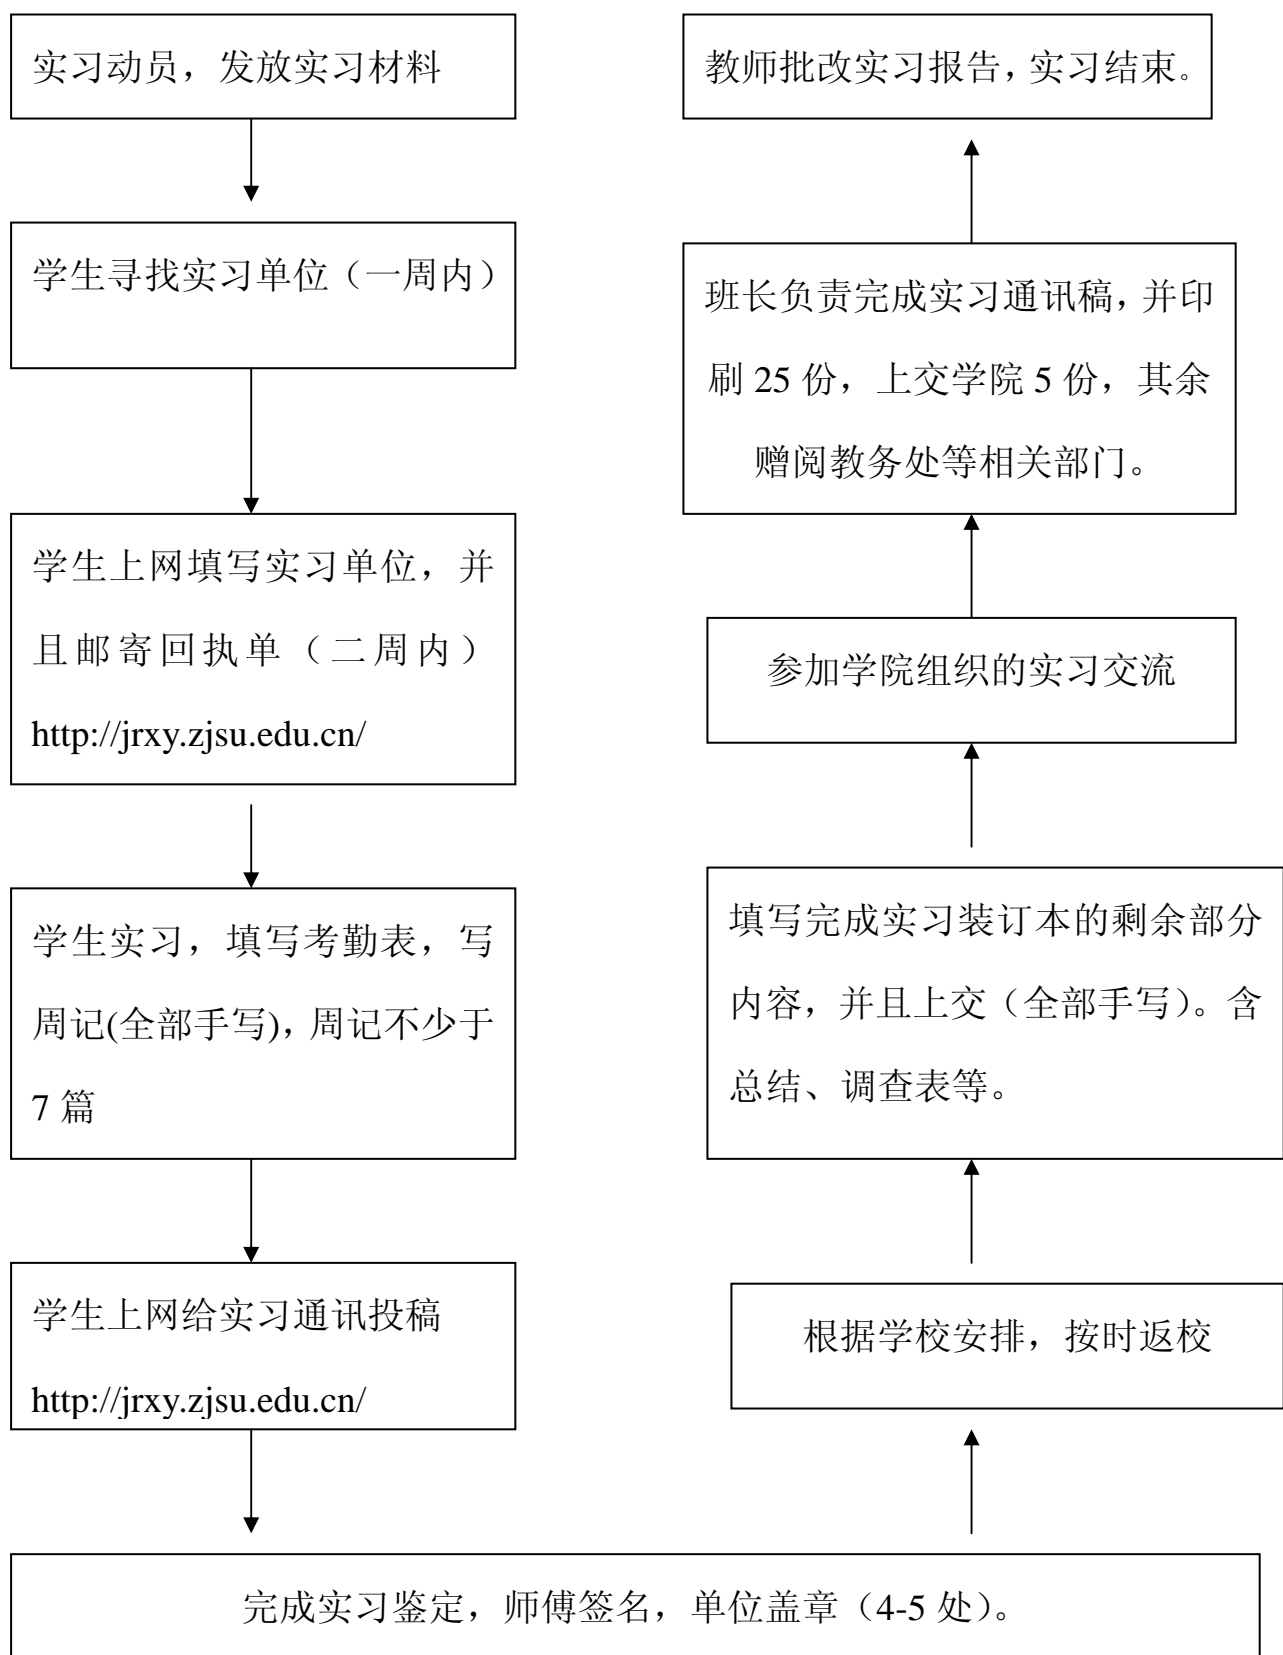 实习动员，发放实习材料
学生寻找实习单位（一周内）
学生上网填写实习单位，并
且邮寄回执单（二周内）
http://jrxy.zjsu.edu.cn/
学生实习，填写考勤表，写
周记(全部手写)，周记不少于
7 篇
学生上网给实习通讯投稿
http://jrxy.zjsu.edu.cn/
完成实习鉴定，师傅签名，单位盖章（4-5 处）。
根据学校安排，按时返校
填写完成实习装订本的剩余部分
内容，并且上交（全部手写）。含
总结、调查表等。
参加学院组织的实习交流
班长负责完成实习通讯稿，并印
刷 25 份，上交学院 5 份，其余
赠阅教务处等相关部门。
教师批改实习报告，实习结束。